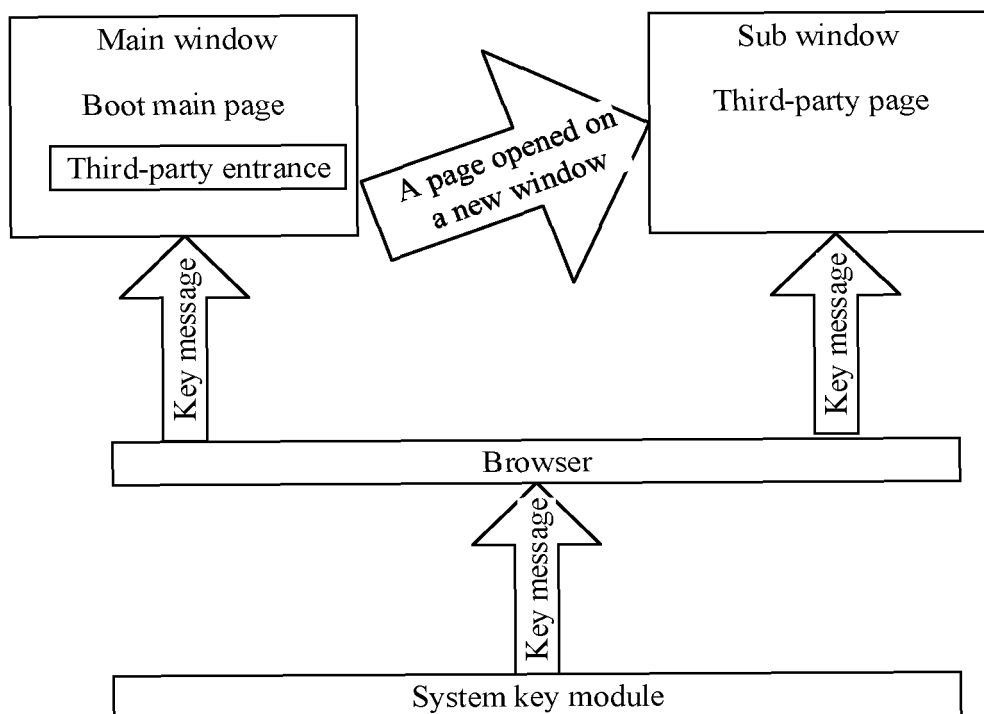 Main window
Boot main page
Third-party entrance
A page opened on
a new window
Sub window
Third-party page
Key message
Key message
Browser
Key message
System key module